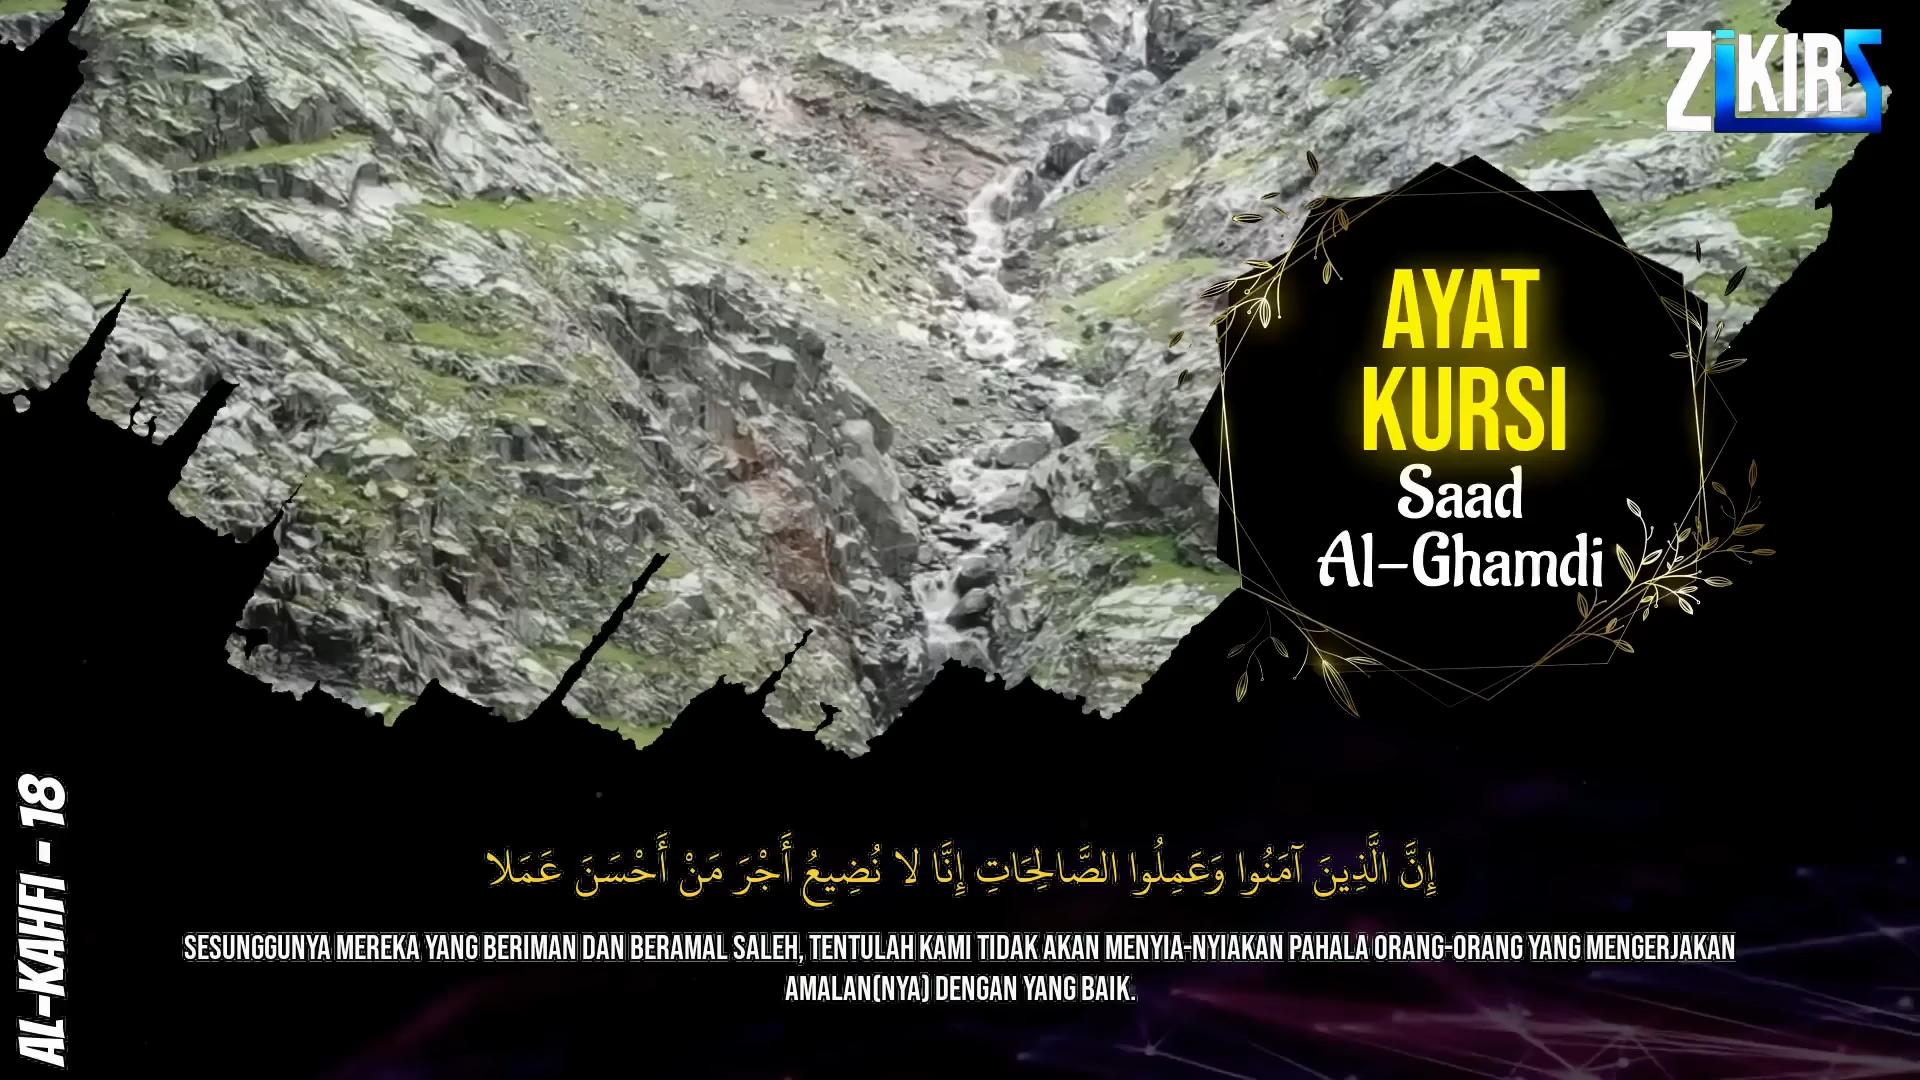 ZiKIRS
AYAT
KURSI
Saad
Al-Ghamdi
AL-KAHFI - 18
إِنَّ الَّذِينَ آمَنُوا وَعَمِلُوا الصَّالِحَاتِ إِنَّا لا نُضِيعُ أَجْرَ مَنْ أَحْسَنَ عَمَلا
SESUNGGUNYA MEREKA YANG BERIMAN DAN BERAMAL SALEH, TENTULAH KAMI TIDAK AKAN MENYIA-NYIAKAN PAHALA ORANG-ORANG YANG MENGERJAKAN
AMALAN(NYA) DENGAN YANG BAIK.